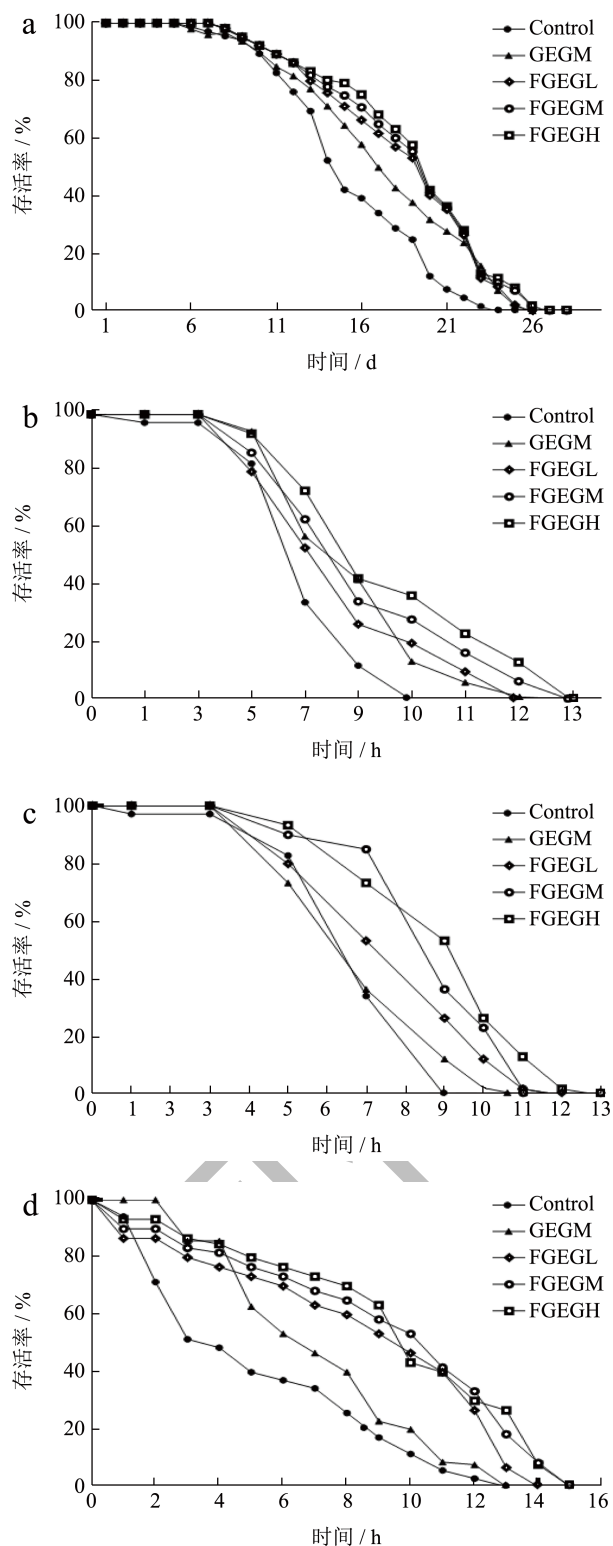 a
100
80
60
40
20
0
存活率 / %
Control
GEGM
FGEGL
FGEGM
FGEGH
1 6 11 16 21 26
时间 / d
b
100
80
60
40
20
0
存活率 / %
Control
GEGM
FGEGL
FGEGM
FGEGH
0 1 3 5 7 9 10 11 12 13
时间 / h
c
100
80
60
40
20
0
存活率 / %
Control
GEGM
FGEGL
FGEGM
FGEGH
0 1 3 3 4 5 6 7 8 9 10 11 12 13
时间 / h
d
100
80
60
40
20
0
存活率 / %
Control
GEGM
FGEGL
FGEGM
FGEGH
0 2 4 6 8 10 12 14 16
时间 / h